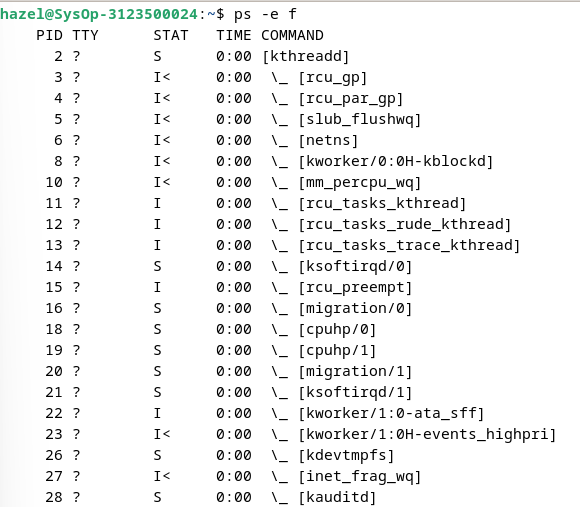 hazel@SysOp-3123500024:~$ ps -e f
PID TTY STAT TIME COMMAND
2 ? S 0:00 [kthreadd]
3 ? I< 0:00 \_ [rcu_gp]
4 ? I< 0:00 \_ [rcu_par_gp]
5 ? I< 0:00 \_ [slub_flushwq]
6 ? I< 0:00 \_ [netns]
8 ? I< 0:00 \_ [kworker/0:0H-kblockd]
10 ? I< 0:00 \_ [mm_percpu_wq]
11 ? I 0:00 \_ [rcu_tasks_kthread]
12 ? I 0:00 \_ [rcu_tasks_rude_kthread]
13 ? I 0:00 \_ [rcu_tasks_trace_kthread]
14 ? S 0:00 \_ [ksoftirqd/0]
15 ? I 0:00 \_ [rcu_preempt]
16 ? S 0:00 \_ [migration/0]
18 ? S 0:00 \_ [cpuhp/0]
19 ? S 0:00 \_ [cpuhp/1]
20 ? S 0:00 \_ [migration/1]
21 ? S 0:00 \_ [ksoftirqd/1]
22 ? I 0:00 \_ [kworker/1:0-ata_sff]
23 ? I< 0:00 \_ [kworker/1:0H-events_highpri]
26 ? S 0:00 \_ [kdevtmpfs]
27 ? I< 0:00 \_ [inet_frag_wq]
28 ? S 0:00 \_ [kauditd]